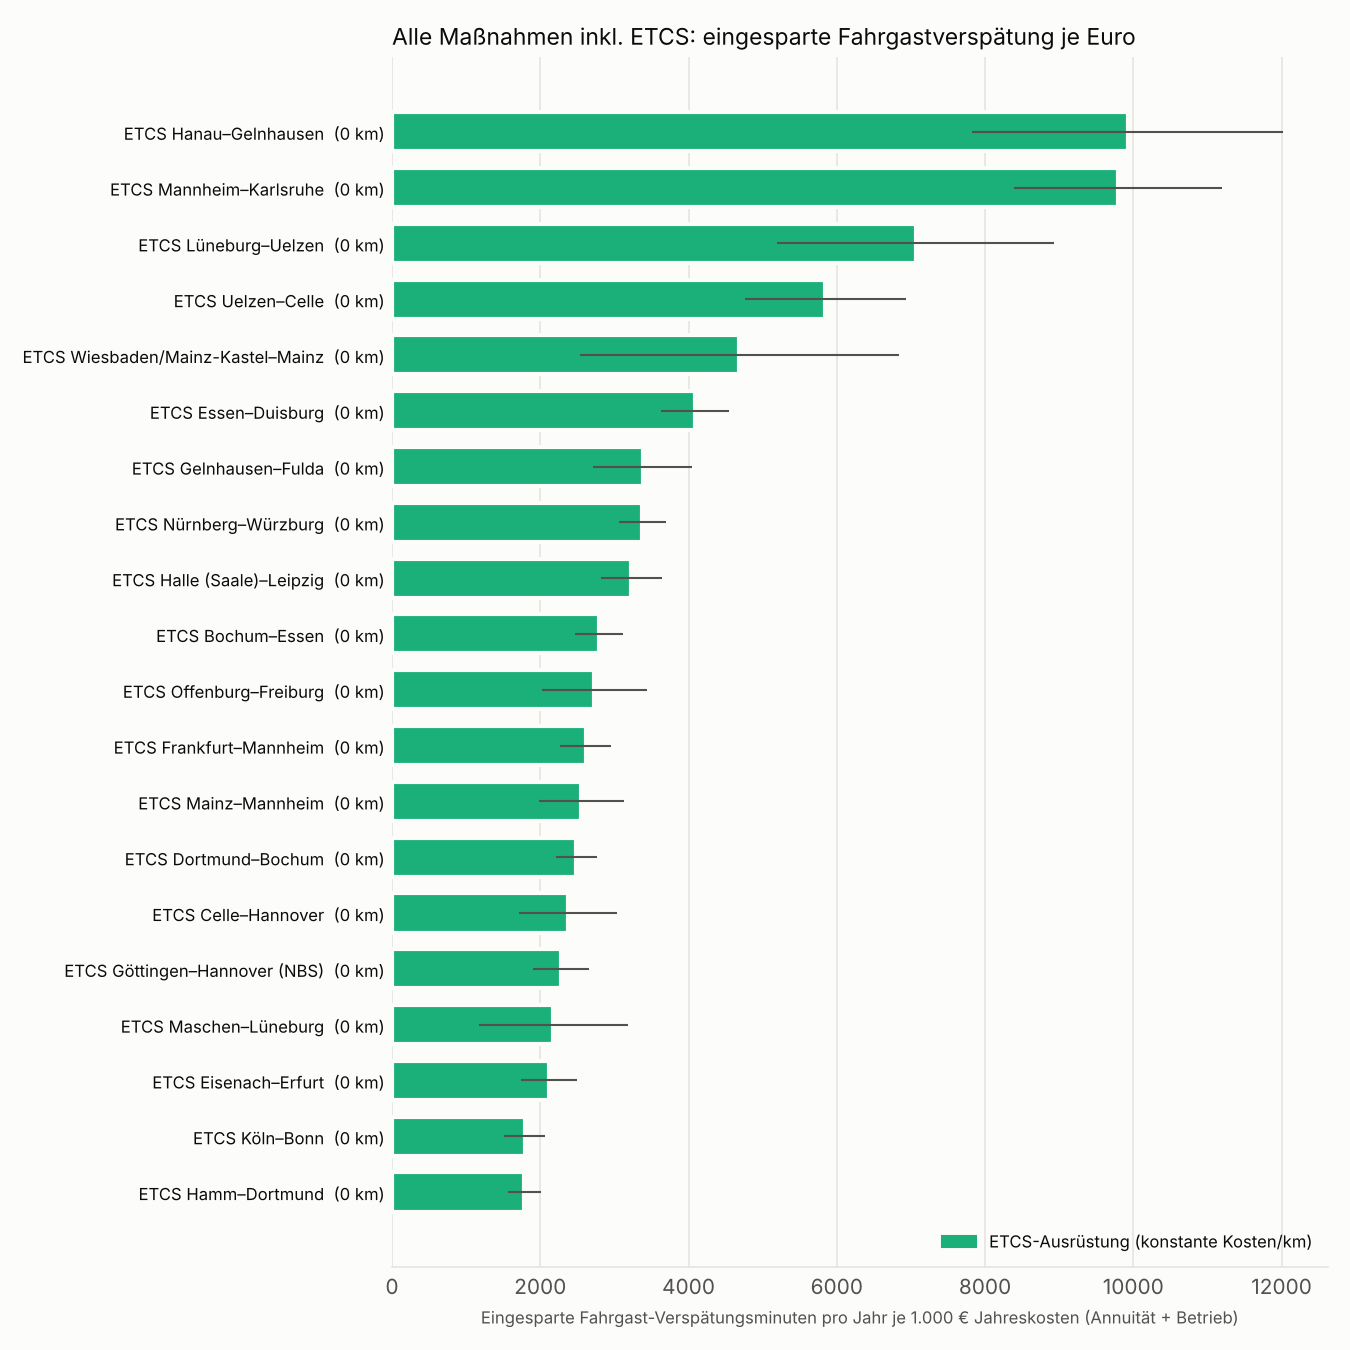 Alle Maßnahmen inkl. ETCS: eingesparte Fahrgastverspätung je Euro
ETCS Hanau–Gelnhausen (0 km)
ETCS Mannheim–Karlsruhe (0 km)
ETCS Lüneburg–Uelzen (0 km)
ETCS Uelzen–Celle (0 km)
ETCS Wiesbaden/Mainz-Kastel–Mainz (0 km)
ETCS Essen–Duisburg (0 km)
ETCS Gelnhausen–Fulda (0 km)
ETCS Nürnberg–Würzburg (0 km)
ETCS Halle (Saale)–Leipzig (0 km)
ETCS Bochum–Essen (0 km)
ETCS Offenburg–Freiburg (0 km)
ETCS Frankfurt–Mannheim (0 km)
ETCS Mainz–Mannheim (0 km)
ETCS Dortmund–Bochum (0 km)
ETCS Celle–Hannover (0 km)
ETCS Göttingen–Hannover (NBS) (0 km)
ETCS Maschen–Lüneburg (0 km)
ETCS Eisenach–Erfurt (0 km)
ETCS Köln–Bonn (0 km)
ETCS Hamm–Dortmund (0 km)
ETCS-Ausrüstung (konstante Kosten/km)
0 2000 4000 6000 8000 10000 12000
Eingesparte Fahrgast-Verspätungsminuten pro Jahr je 1.000 € Jahreskosten (Annuität + Betrieb)